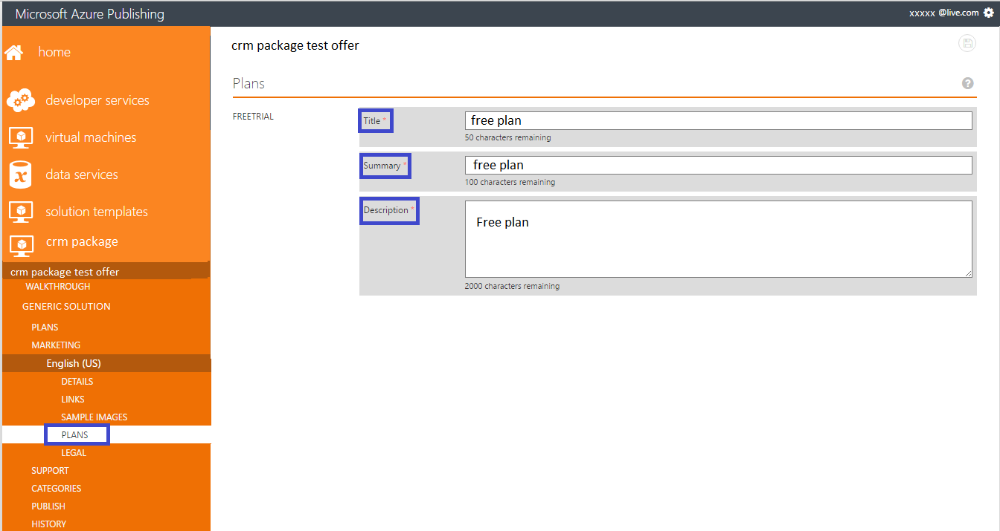 Microsoft Azure Publishing
xxxxx @live.com
home
developer services
virtual machines
data services
solution templates
crm package
crm package test offer
WALKTHROUGH
GENERIC SOLUTION
PLANS
MARKETING
English (US)
DETAILS
LINKS
SAMPLE IMAGES
PLANS
LEGAL
SUPPORT
CATEGORIES
PUBLISH
HISTORY
crm package test offer
Plans
?
FREETRIAL
Title *
free plan
50 characters remaining
Summary *
free plan
100 characters remaining
Description *
Free plan
2000 characters remaining